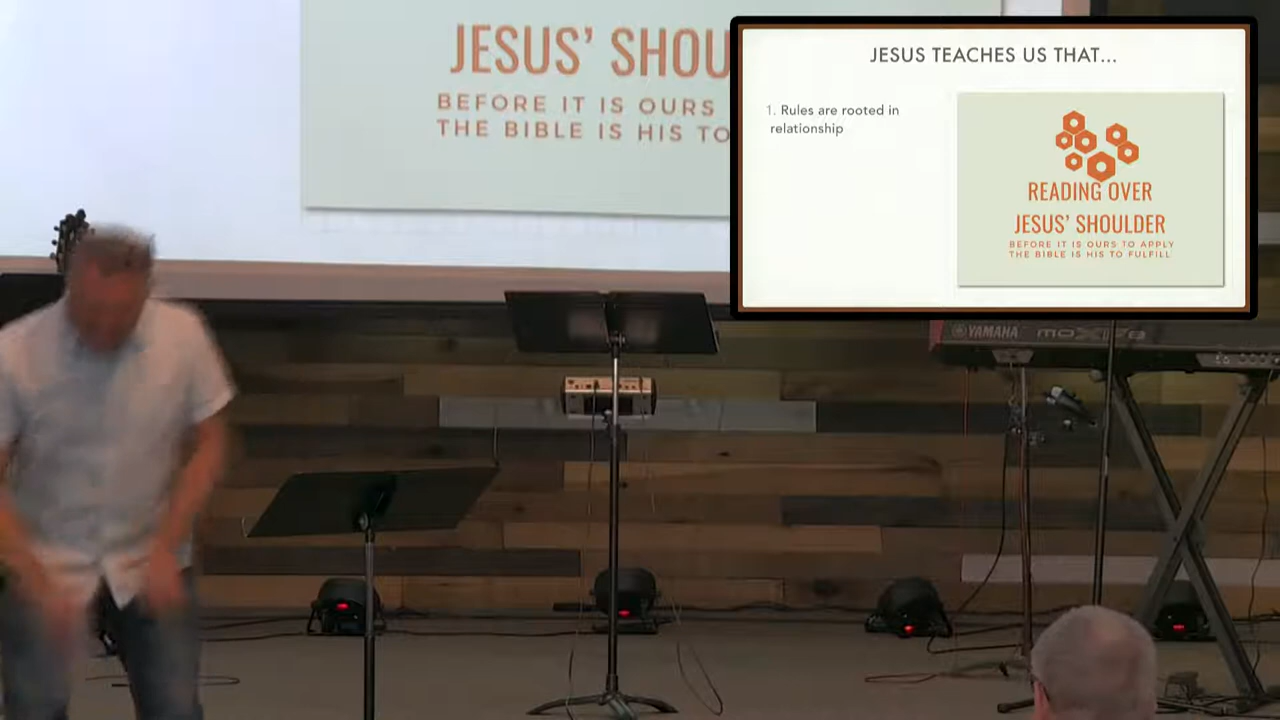 JESUS' SHOU
BEFORE IT IS OURS
THE BIBLE IS HIS TO
JESUS TEACHES US THAT...
1. Rules are rooted in
relationship
READING OVER
JESUS' SHOULDER
BEFORE IT IS OURS TO APPLY
THE BIBLE IS HIS TO FULFILL
YAMAHA MOXF8